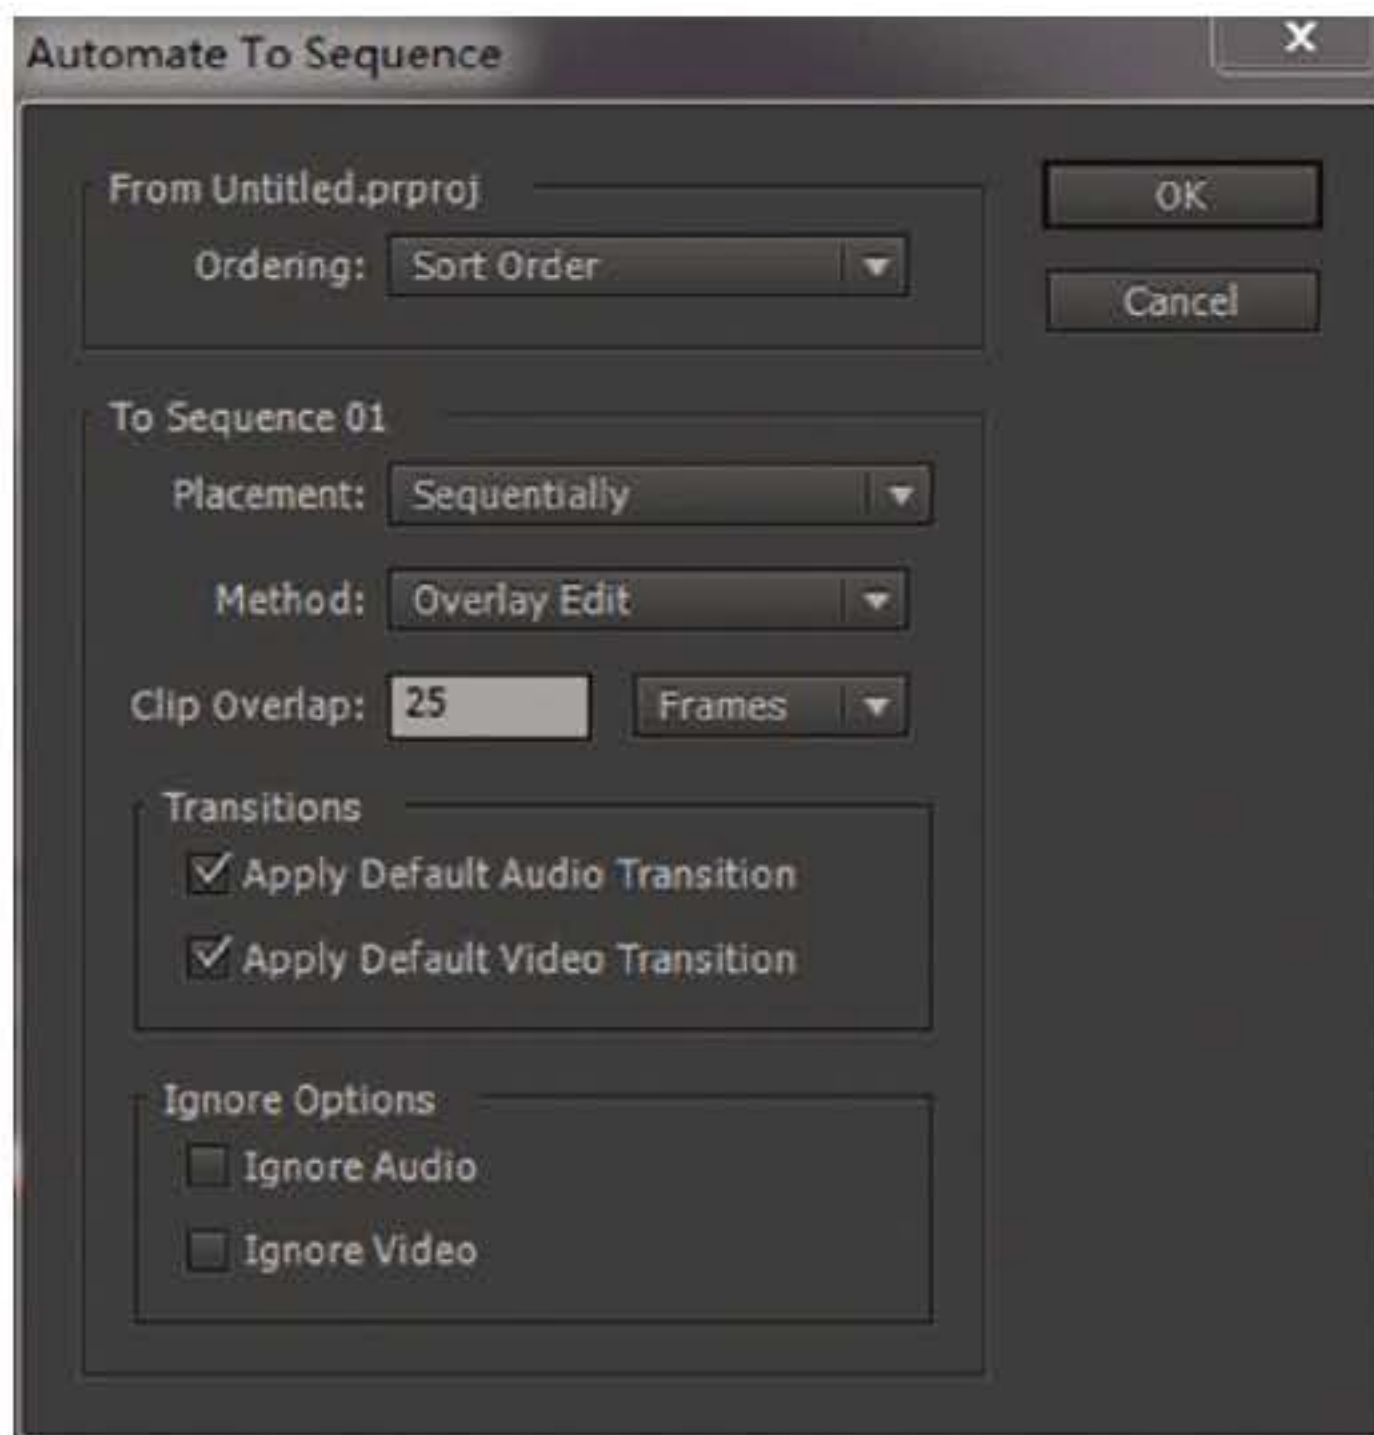 Automate To Sequence
From Untitled.prproj
Ordering: Sort Order
OK
Cancel
To Sequence 01
Placement: Sequentially
Method: Overlay Edit
Clip Overlap: 25 Frames
Transitions
Apply Default Audio Transition
Apply Default Video Transition
Ignore Options
Ignore Audio
Ignore Video